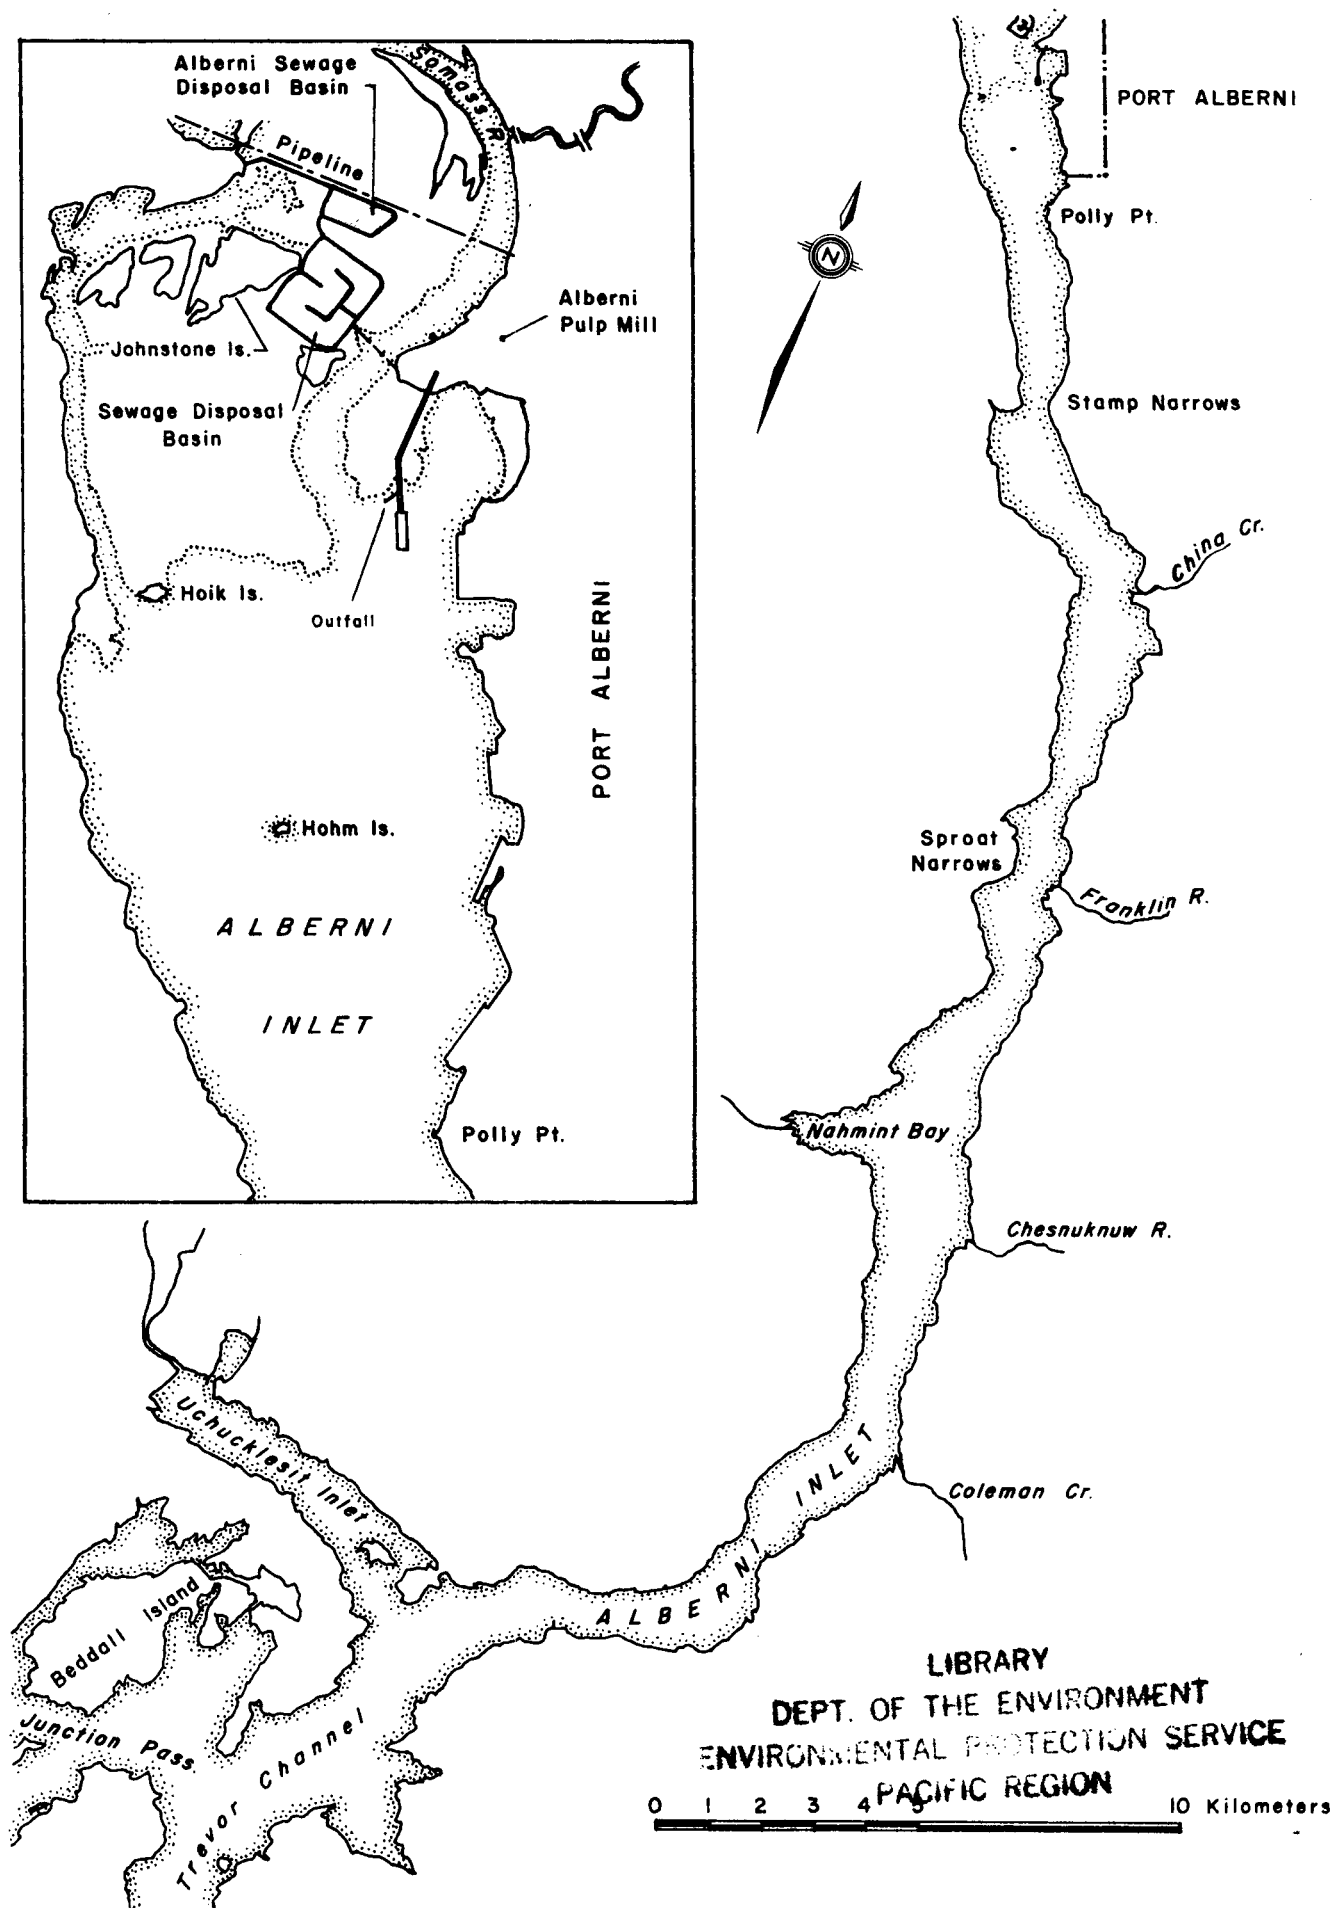 Alberni Sewage
Disposal Basin
Somass R.
Pipeline
Alberni
Pulp Mill
Johnstone Is.
Sewage Disposal
Basin
Hoik Is.
Outfall
PORT ALBERNI
Hohm Is.
ALBERNI
INLET
Polly Pt.
PORT ALBERNI
Polly Pt.
N
Stamp Narrows
China Cr.
Sproat
Narrows
Franklin R.
Nahmint Bay
Chesnuknuw R.
Uchucklesit Inlet
Coleman Cr.
ALBERNI INLET
Beddall Island
Junction Pass
Trevor Channel
LIBRARY
DEPT. OF THE ENVIRONMENT
ENVIRONMENTAL PROTECTION SERVICE
PACIFIC REGION
0 1 2 3 4 5 10 Kilometers